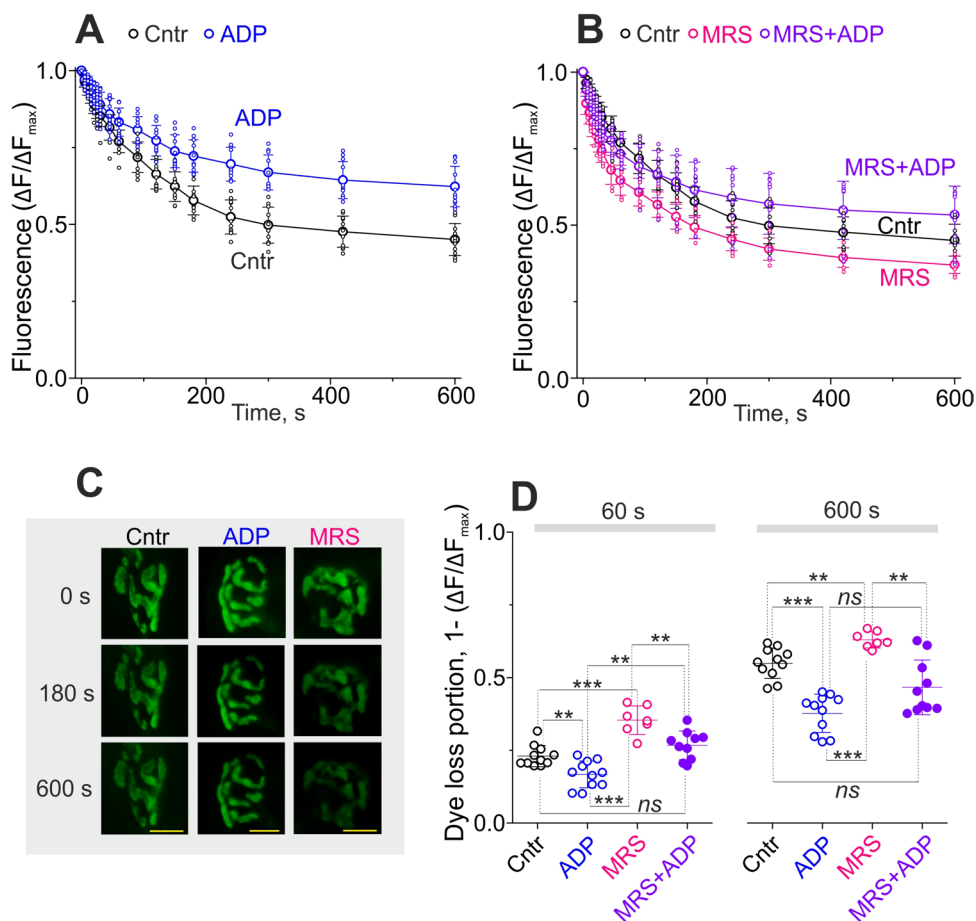 A
Cntr ADP
1.0
0.5
0.0
Fluorescence (ΔF/ΔFmax)
ADP
Cntr
0 200 400 600
Time, s
B
Cntr MRS MRS+ADP
1.0
0.5
0.0
Fluorescence (ΔF/ΔFmax)
MRS+ADP
Cntr
MRS
0 200 400 600
Time, s
C
Cntr ADP MRS
0 s
180 s
600 s
D
60 s
600 s
1.0
0.5
0.0
Dye loss portion, 1- (ΔF/ΔFmax)
**
**
***
**
***
ns
** **
*** ns
***
ns
Cntr ADP MRS MRS+ADP
Cntr ADP MRS MRS+ADP